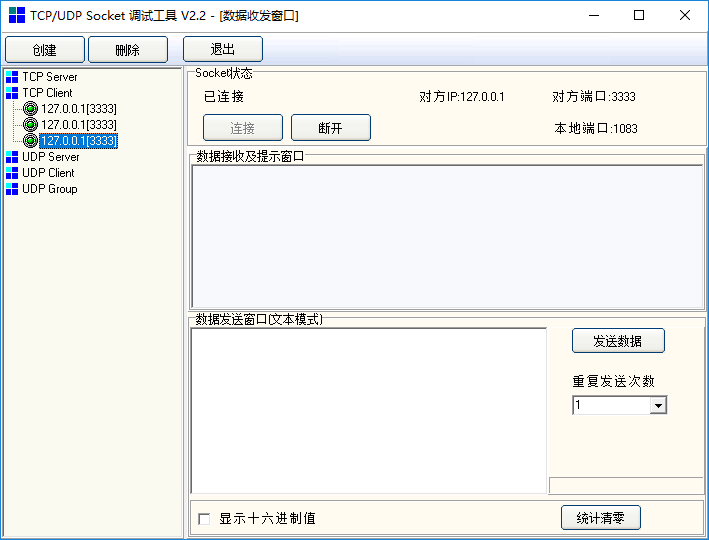 TCP/UDP Socket 调试工具 V2.2 - [数据收发窗口]
创建 删除 退出
TCP Server
TCP Client
127.0.0.1[3333]
127.0.0.1[3333]
127.0.0.1[3333]
UDP Server
UDP Client
UDP Group
Socket状态
已连接 对方IP:127.0.0.1 对方端口:3333
连接 断开 本地端口:1083
数据接收及提示窗口
数据发送窗口(文本模式)
发送数据
重复发送次数
1
显示十六进制值 统计清零